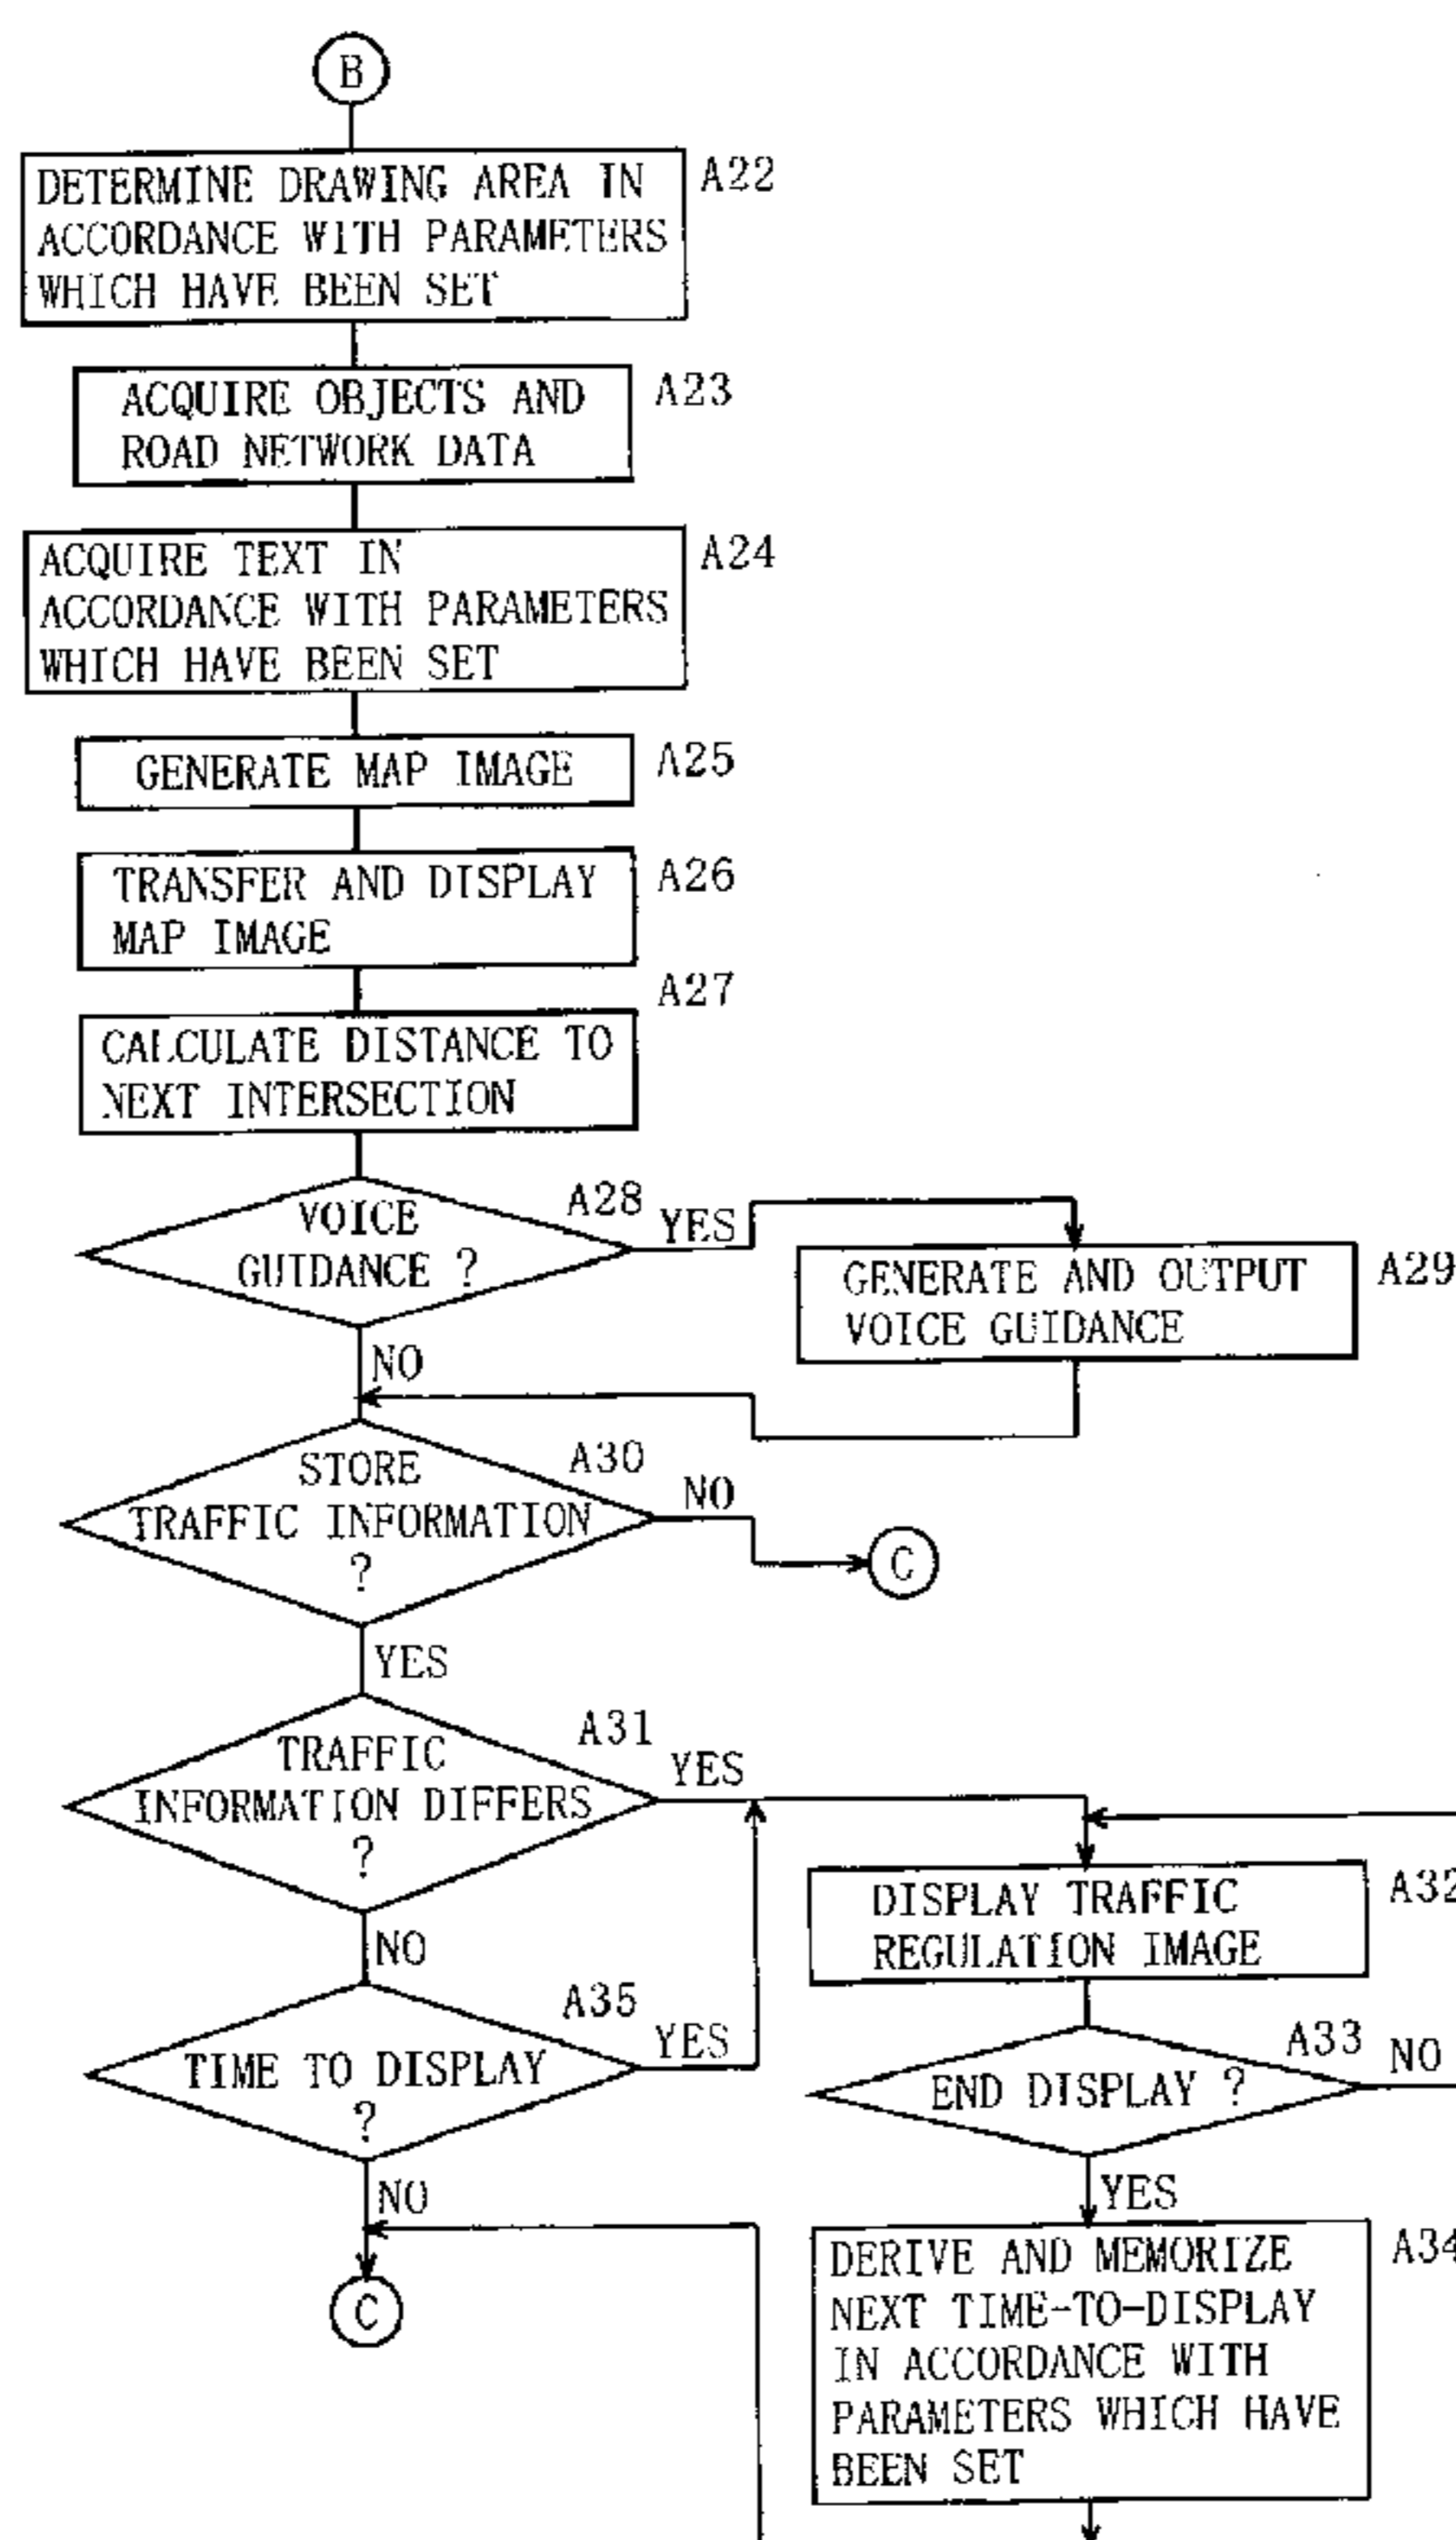 B
DETERMINE DRAWING AREA IN
ACCORDANCE WITH PARAMETERS
WHICH HAVE BEEN SET
A22
ACQUIRE OBJECTS AND
ROAD NETWORK DATA
A23
ACQUIRE TEXT IN
ACCORDANCE WITH PARAMETERS
WHICH HAVE BEEN SET
A24
GENERATE MAP IMAGE
A25
TRANSFER AND DISPLAY
MAP IMAGE
A26
A27
CALCULATE DISTANCE TO
NEXT INTERSECTION
VOICE
GUIDANCE ?
A28
YES
GENERATE AND OUTPUT
VOICE GUIDANCE
A29
NO
STORE
TRAFFIC INFORMATION
?
A30
NO
C
YES
TRAFFIC
INFORMATION DIFFERS
?
A31
YES
DISPLAY TRAFFIC
REGULATION IMAGE
A32
NO
TIME TO DISPLAY
?
A35
YES
END DISPLAY ?
A33
NO
NO
C
YES
DERIVE AND MEMORIZE
NEXT TIME-TO-DISPLAY
IN ACCORDANCE WITH
PARAMETERS WHICH HAVE
BEEN SET
A34